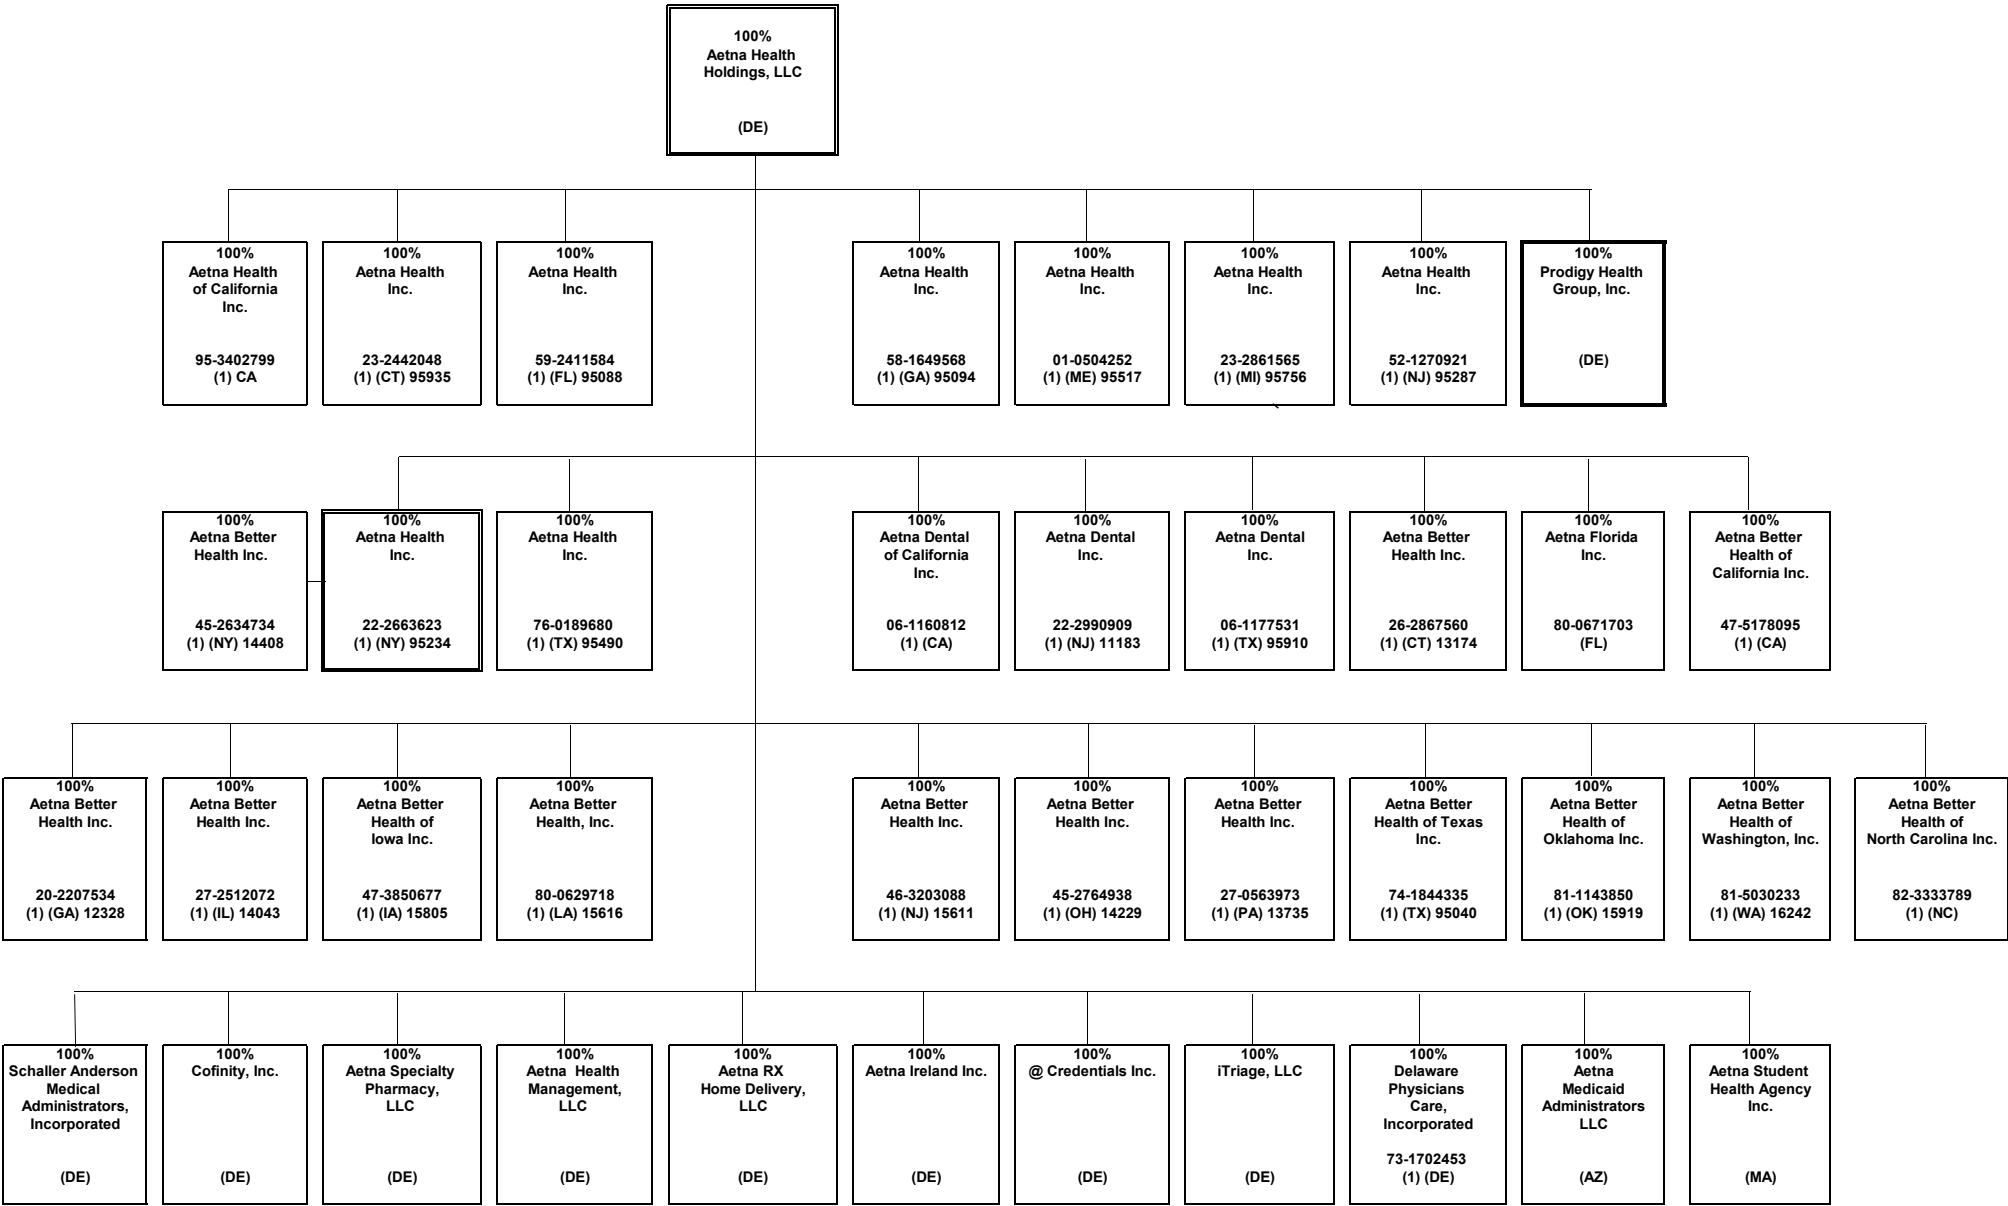 100%
Aetna Health
Holdings, LLC
(DE)
100%
Aetna Health
of California
Inc.
95-3402799
(1) CA
100%
Aetna Health
Inc.
23-2442048
(1) (CT) 95935
100%
Aetna Health
Inc.
59-2411584
(1) (FL) 95088
100%
Aetna Health
Inc.
58-1649568
(1) (GA) 95094
100%
Aetna Health
Inc.
01-0504252
(1) (ME) 95517
100%
Aetna Health
Inc.
23-2861565
(1) (MI) 95756
100%
Aetna Health
Inc.
52-1270921
(1) (NJ) 95287
100%
Prodigy Health
Group, Inc.
(DE)
100%
Aetna Better
Health Inc.
45-2634734
(1) (NY) 14408
100%
Aetna Health
Inc.
22-2663623
(1) (NY) 95234
100%
Aetna Health
Inc.
76-0189680
(1) (TX) 95490
100%
Aetna Dental
of California
Inc.
06-1160812
(1) (CA)
100%
Aetna Dental
Inc.
22-2990909
(1) (NJ) 11183
100%
Aetna Dental
Inc.
06-1177531
(1) (TX) 95910
100%
Aetna Better
Health Inc.
26-2867560
(1) (CT) 13174
100%
Aetna Florida
Inc.
80-0671703
(FL)
100%
Aetna Better
Health of
California Inc.
47-5178095
(1) (CA)
100%
Aetna Better
Health Inc.
20-2207534
(1) (GA) 12328
100%
Aetna Better
Health Inc.
27-2512072
(1) (IL) 14043
100%
Aetna Better
Health of
Iowa Inc.
47-3850677
(1) (IA) 15805
100%
Aetna Better
Health, Inc.
80-0629718
(1) (LA) 15616
100%
Aetna Better
Health Inc.
46-3203088
(1) (NJ) 15611
100%
Aetna Better
Health Inc.
45-2764938
(1) (OH) 14229
100%
Aetna Better
Health Inc.
27-0563973
(1) (PA) 13735
100%
Aetna Better
Health of Texas
Inc.
74-1844335
(1) (TX) 95040
100%
Aetna Better
Health of
Oklahoma Inc.
81-1143850
(1) (OK) 15919
100%
Aetna Better
Health of
Washington, Inc.
81-5030233
(1) (WA) 16242
100%
Aetna Better
Health of
North Carolina Inc.
82-3333789
(1) (NC)
100%
Schaller Anderson
Medical
Administrators,
Incorporated
(DE)
100%
Cofinity, Inc.
(DE)
100%
Aetna Specialty
Pharmacy,
LLC
(DE)
100%
Aetna Health
Management,
LLC
(DE)
100%
Aetna RX
Home Delivery,
LLC
(DE)
100%
Aetna Ireland Inc.
(DE)
100%
@ Credentials Inc.
(DE)
100%
iTriage, LLC
(DE)
100%
Delaware
Physicians
Care,
Incorporated
73-1702453
(1) (DE)
100%
Aetna
Medicaid
Administrators
LLC
(AZ)
100%
Aetna Student
Health Agency
Inc.
(MA)